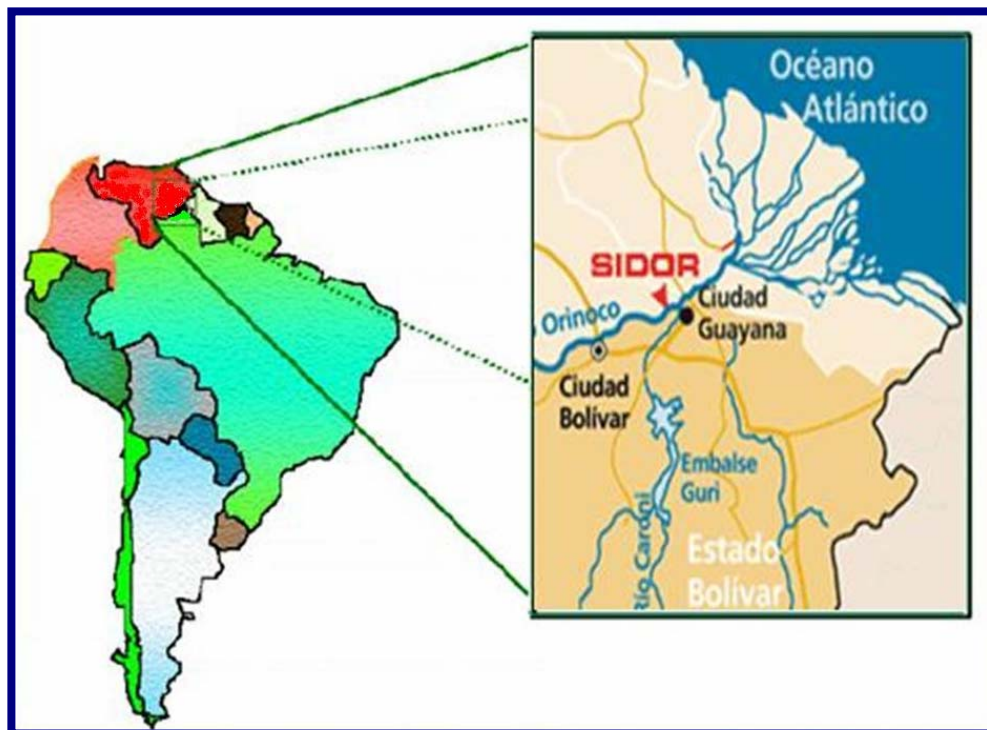 Océano
Atlántico
SIDOR
Orinoco
Ciudad
Guayana
Ciudad
Bolívar
Embalse
Guri
Río Caroní
Estado
Bolívar